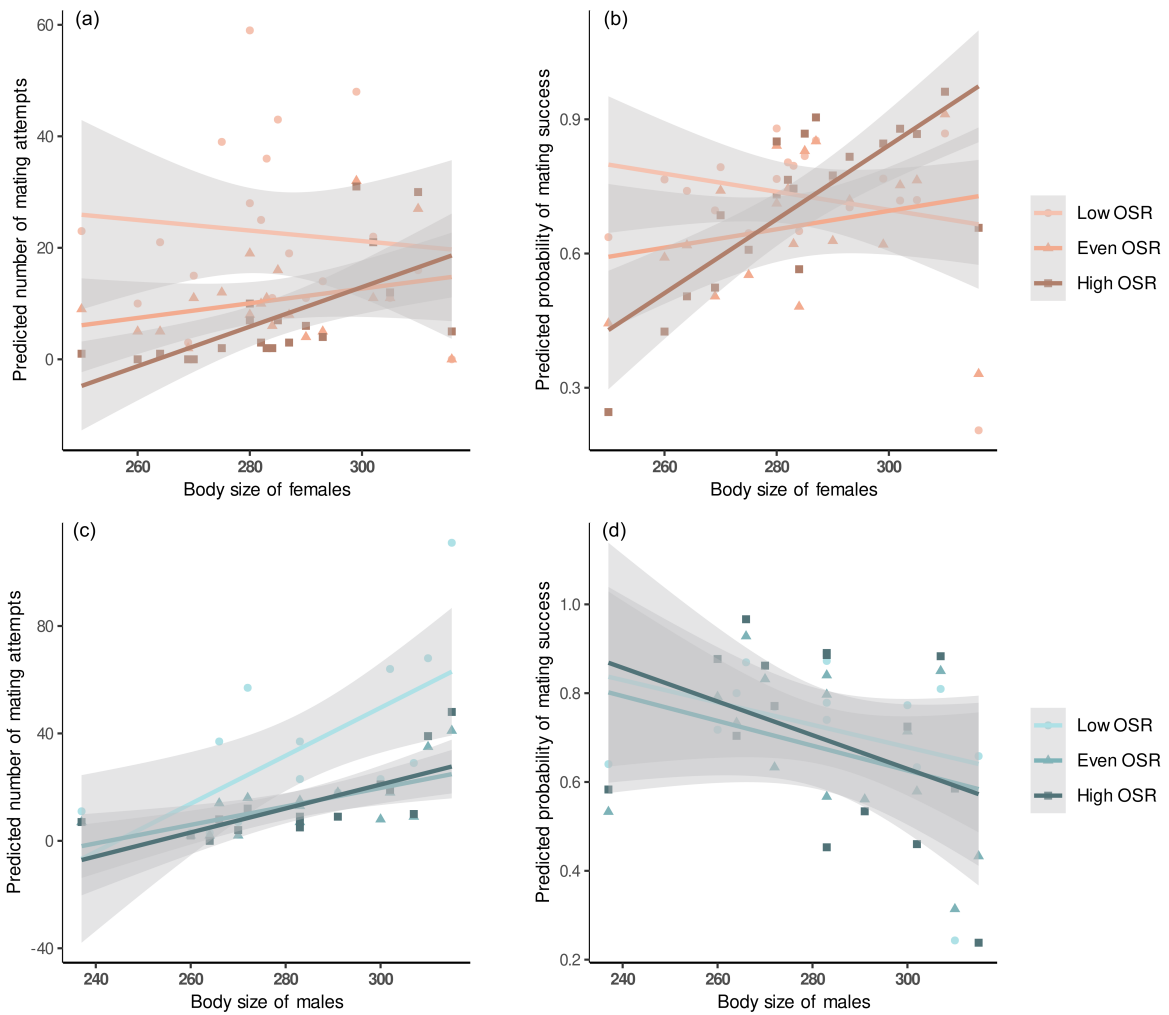 (a)
60
40
20
0
Predicted number of mating attempts
260
280
300
Body size of females
(b)
0.9
0.6
0.3
Predicted probability of mating success
260
280
300
Body size of females
Low OSR
Even OSR
High OSR
(c)
80
40
0
-40
Predicted number of mating attempts
240
260
280
300
Body size of males
(d)
1.0
0.8
0.6
0.4
0.2
Predicted probability of mating success
240
260
280
300
Body size of males
Low OSR
Even OSR
High OSR